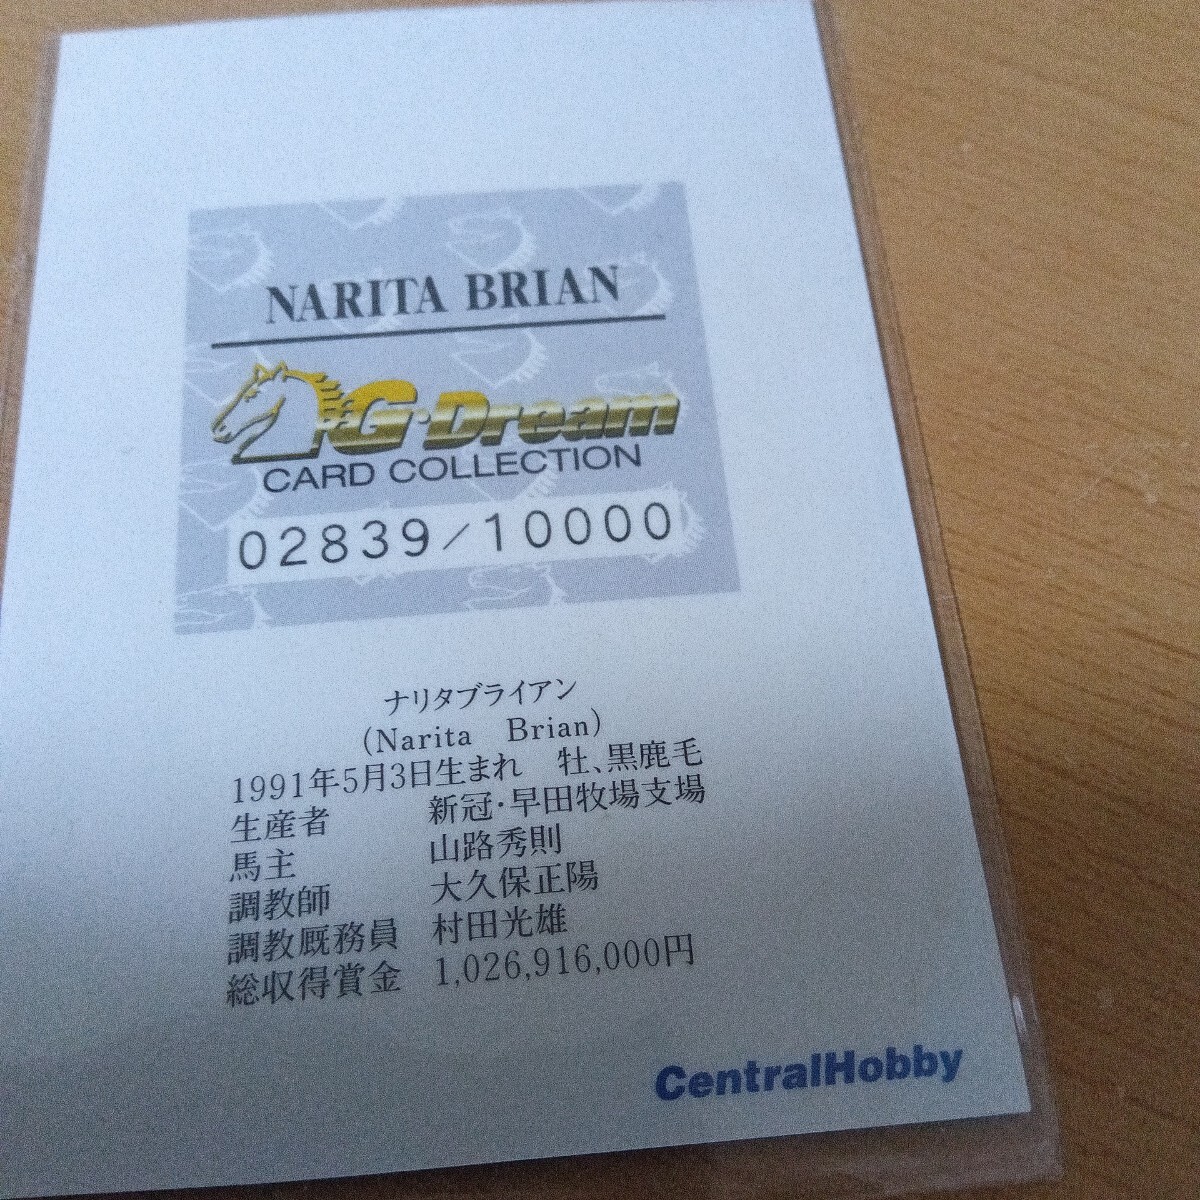 NARITA BRIAN
G·Dream
CARD COLLECTION
02839/10000
ナリタブライアン
(Narita　Brian)
1991年5月3日生まれ　牡、黒鹿毛
生産者　新冠・早田牧場支場
馬主　山路秀則
調教師　大久保正陽
調教厩務員　村田光雄
総収得賞金　1,026,916,000円
CentralHobby